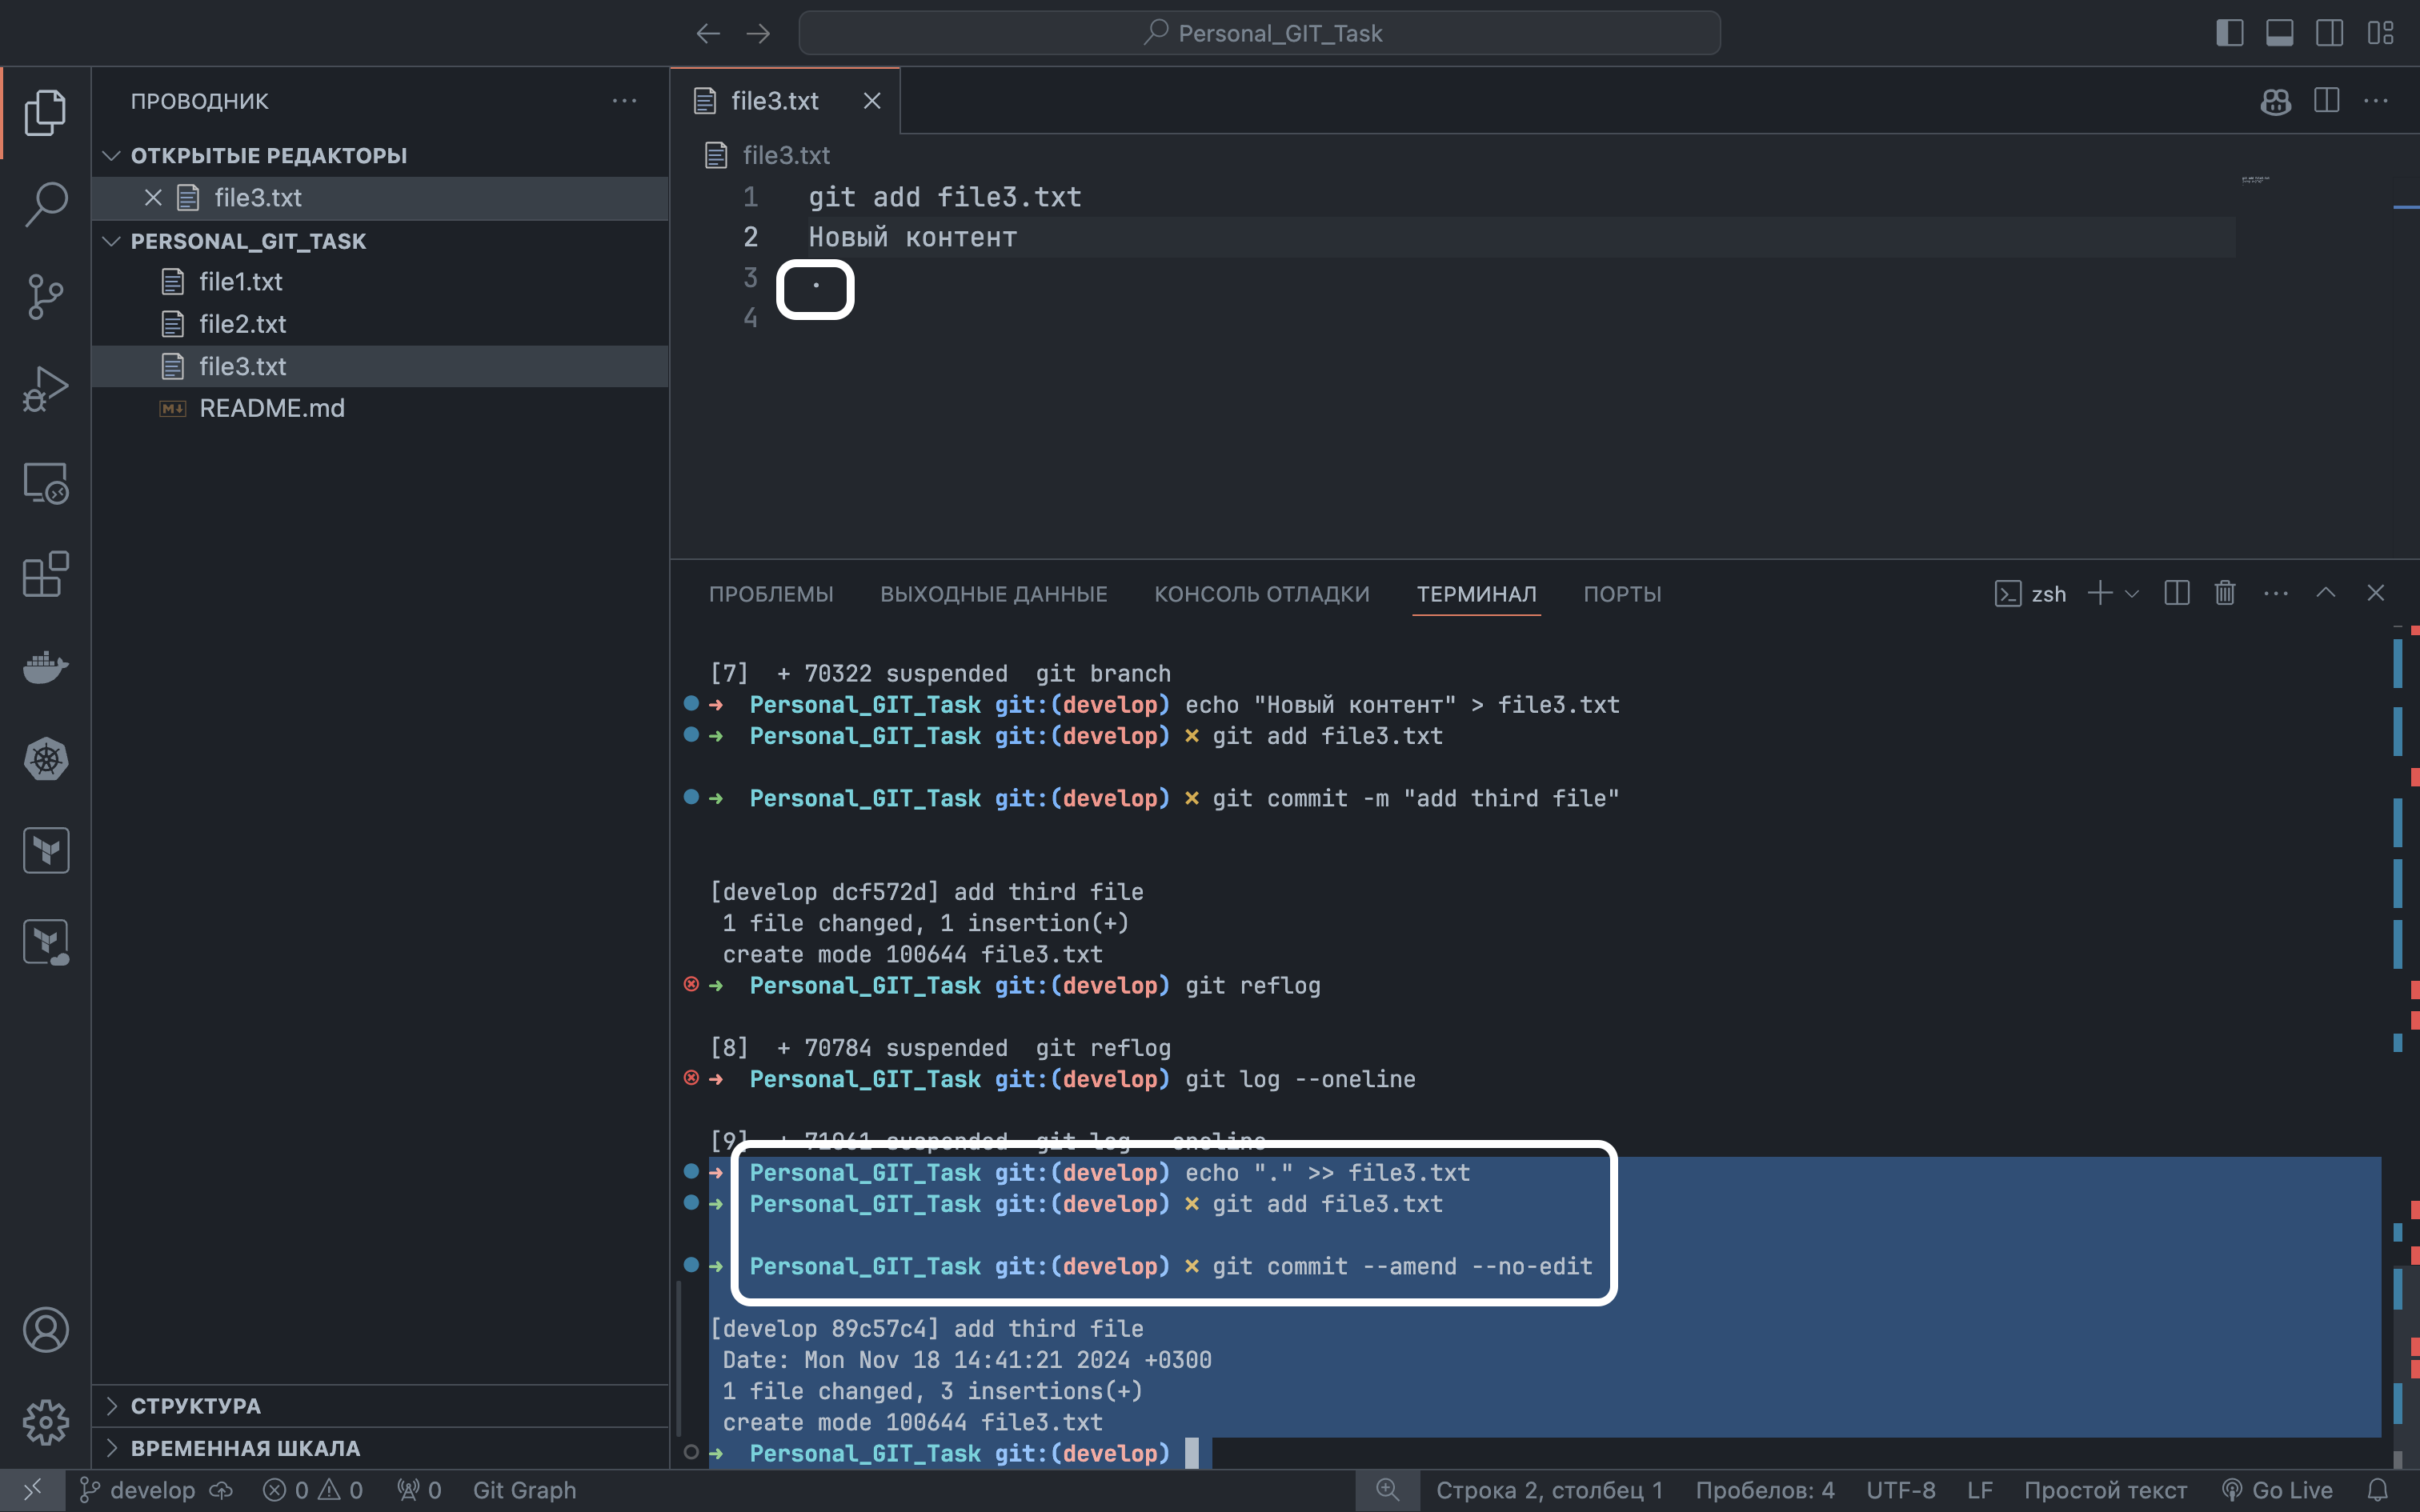 Personal_GIT_Task
ПРОВОДНИК
ОТКРЫТЫЕ РЕДАКТОРЫ
file3.txt
PERSONAL_GIT_TASK
file1.txt
file2.txt
file3.txt
README.md
СТРУКТУРА
ВРЕМЕННАЯ ШКАЛА
file3.txt
file3.txt
1 git add file3.txt
2 Новый контент
3 .
4
ПРОБЛЕМЫ ВЫХОДНЫЕ ДАННЫЕ КОНСОЛЬ ОТЛАДКИ ТЕРМИНАЛ ПОРТЫ zsh
[7]  + 70322 suspended  git branch
➜  Personal_GIT_Task git:(develop) echo "Новый контент" > file3.txt
➜  Personal_GIT_Task git:(develop) ✗ git add file3.txt
➜  Personal_GIT_Task git:(develop) ✗ git commit -m "add third file"
[develop dcf572d] add third file
1 file changed, 1 insertion(+)
create mode 100644 file3.txt
➜  Personal_GIT_Task git:(develop) git reflog
[8]  + 70784 suspended  git reflog
➜  Personal_GIT_Task git:(develop) git log --oneline
[9]  + 71061 suspended  git log --oneline
➜  Personal_GIT_Task git:(develop) echo "." >> file3.txt
➜  Personal_GIT_Task git:(develop) ✗ git add file3.txt
➜  Personal_GIT_Task git:(develop) ✗ git commit --amend --no-edit
[develop 89c57c4] add third file
Date: Mon Nov 18 14:41:21 2024 +0300
1 file changed, 3 insertions(+)
create mode 100644 file3.txt
➜  Personal_GIT_Task git:(develop)
develop 0 0 0 Git Graph Строка 2, столбец 1 Пробелов: 4 UTF-8 LF Простой текст Go Live